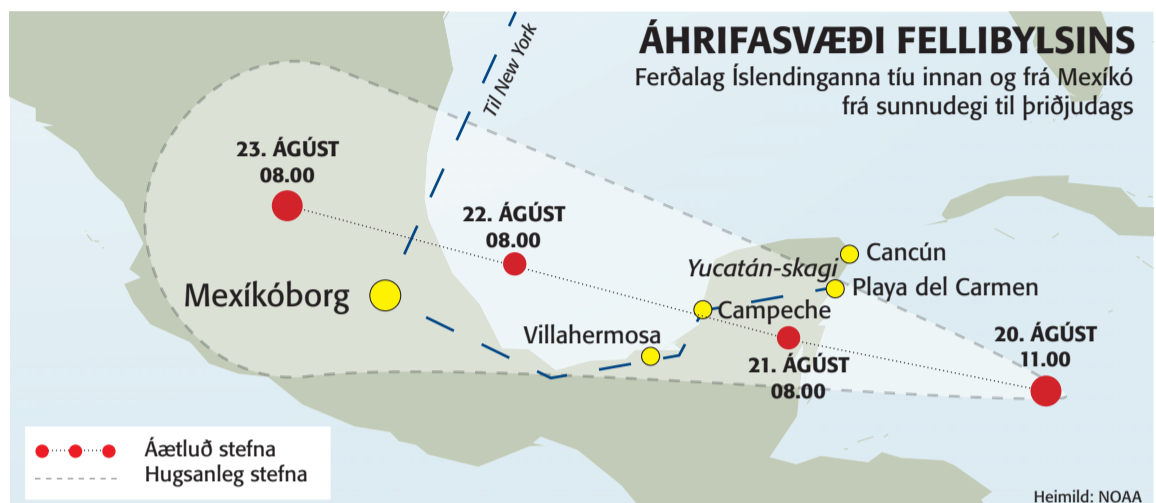 ÁHRIFASVÆÐI FELLIBYLSINS
Ferðalag Íslendinganna tíu innan og frá Mexíkó
frá sunnudegi til þriðjudags
Til New York
23. ÁGÚST
08.00
22. ÁGÚST
08.00
Cancún
Yucatán-skagi
Playa del Carmen
Mexíkóborg
Campeche
Villahermosa
20. ÁGÚST
11.00
21. ÁGÚST
08.00
Áætluð stefna
Hugsanleg stefna
Heimild: NOAA